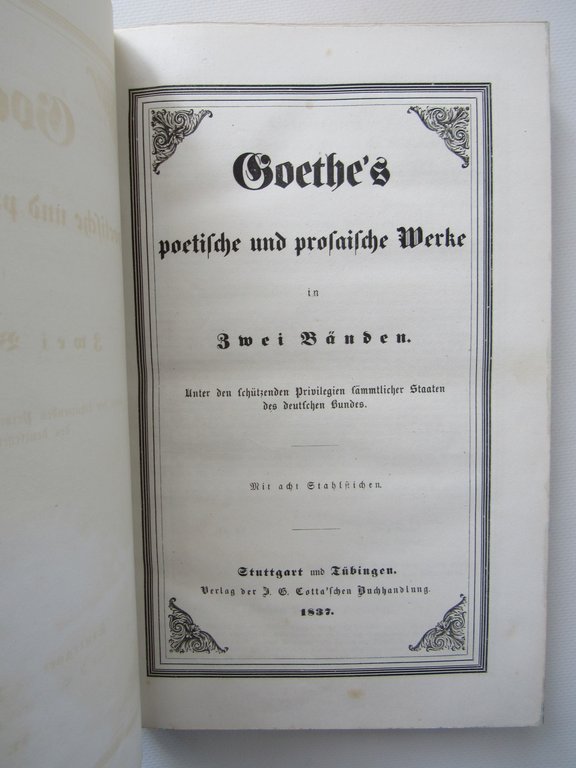 Goethe's
poetiſche und proſaiſche Werke
in
Zwei Bänden.
Unter den ſchützenden Privilegien ſämmtlicher Staaten
des deutſchen Bundes.
Mit acht Stahlſtichen.
Stuttgart und Tübingen.
Verlag der J. G. Cotta'ſchen Buchhandlung.
1837.